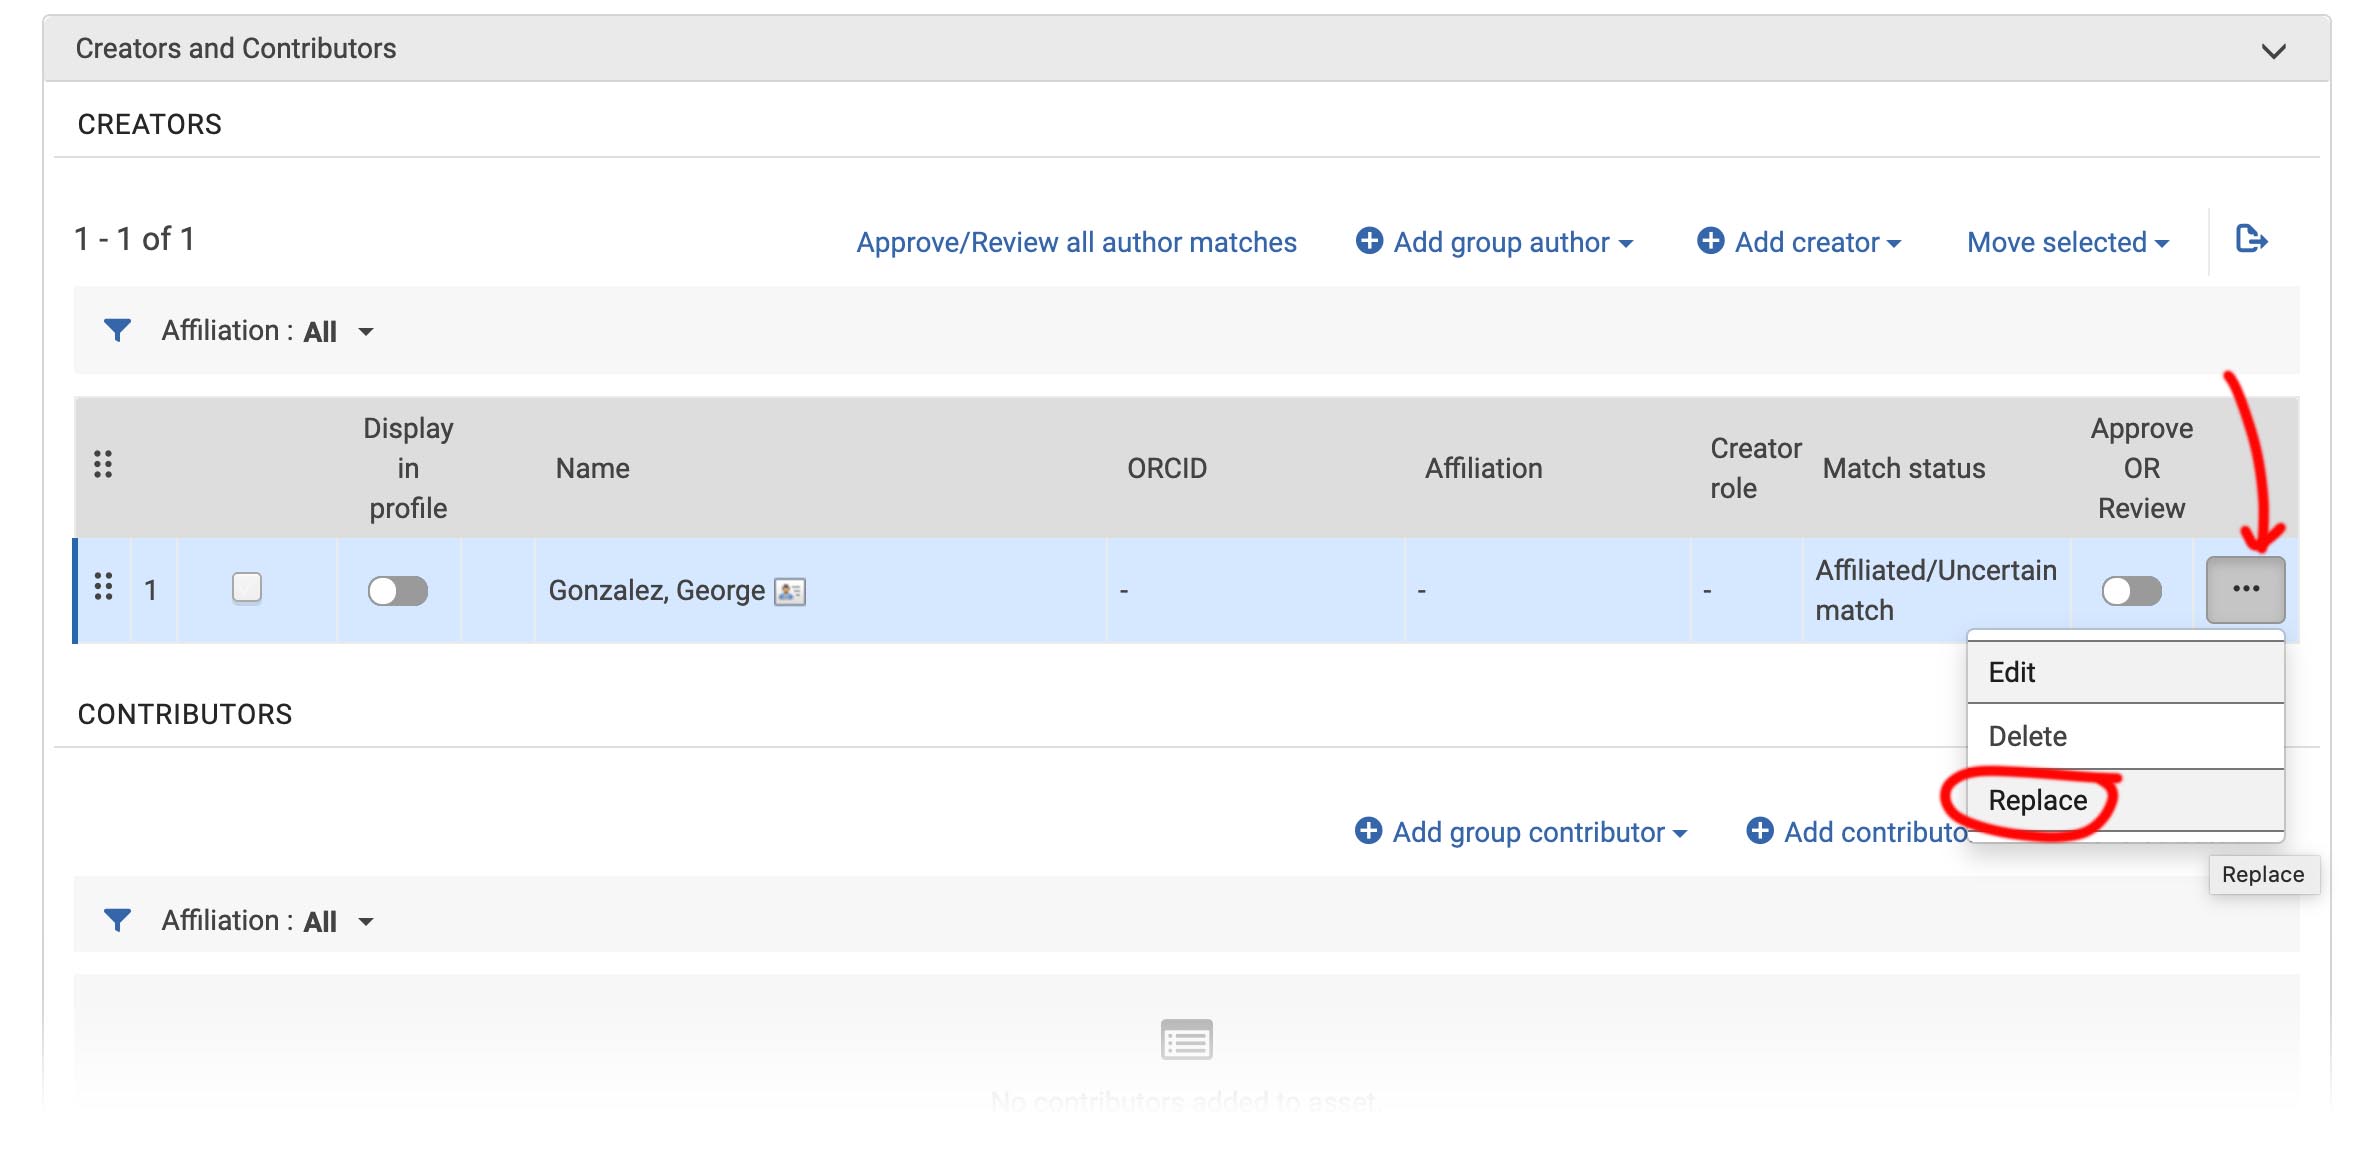 Creators and Contributors
CREATORS
1 - 1 of 1
Approve/Review all author matches
Add group author
Add creator
Move selected
Affiliation : All
Display in profile
Name
ORCID
Affiliation
Creator role
Match status
Approve OR Review
1
Gonzalez, George
-
-
-
Affiliated/Uncertain match
...
Edit
Delete
Replace
CONTRIBUTORS
Add group contributor
Add contributo
Replace
Affiliation : All
No contributors added to asset.